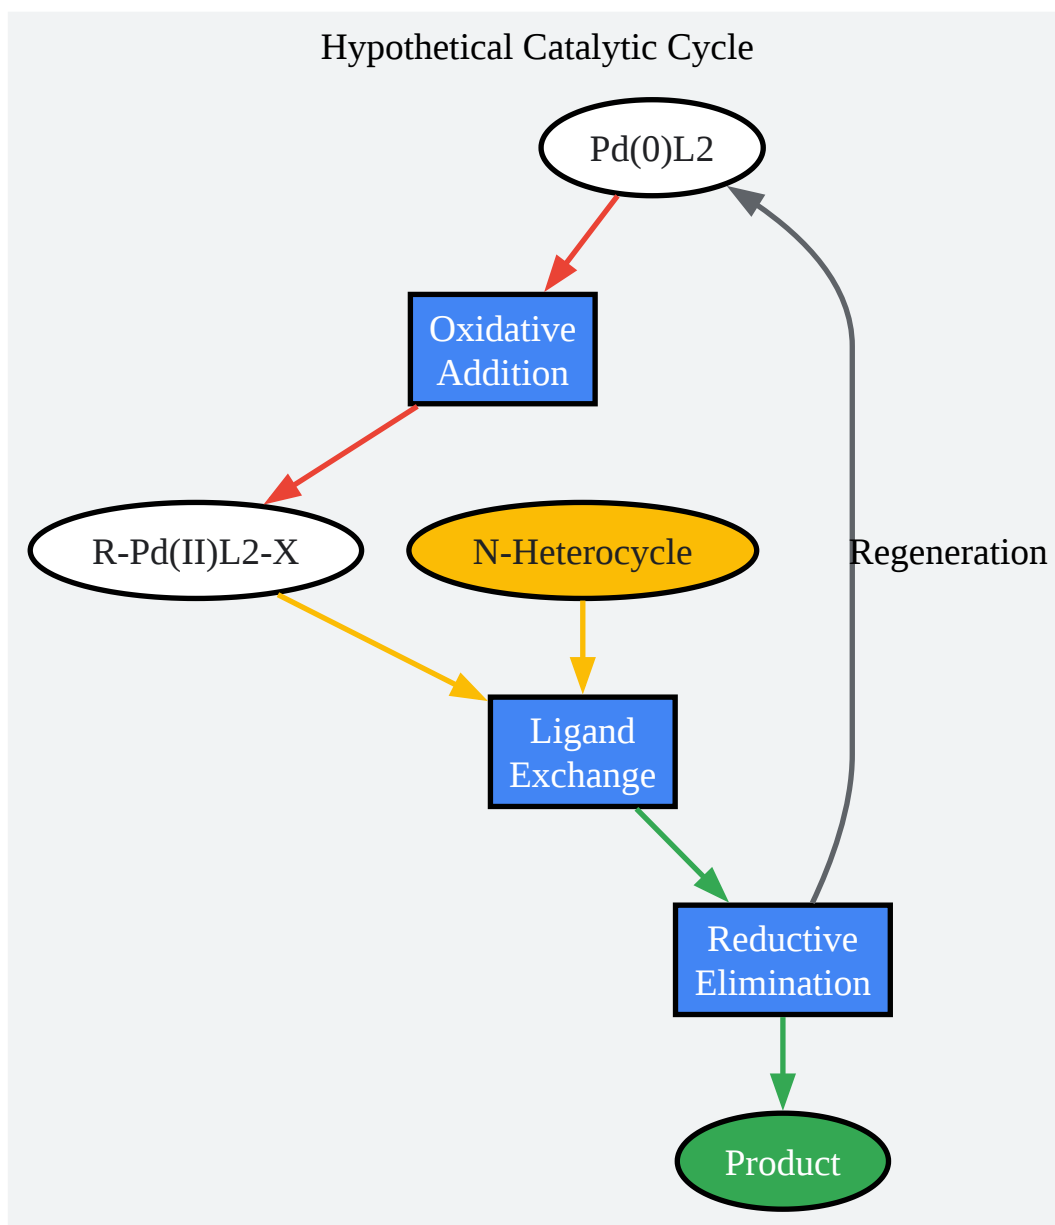 Hypothetical Catalytic Cycle
Pd(0)L2
Oxidative
Addition
R-Pd(II)L2-X
N-Heterocycle
Regeneration
Ligand
Exchange
Reductive
Elimination
Product